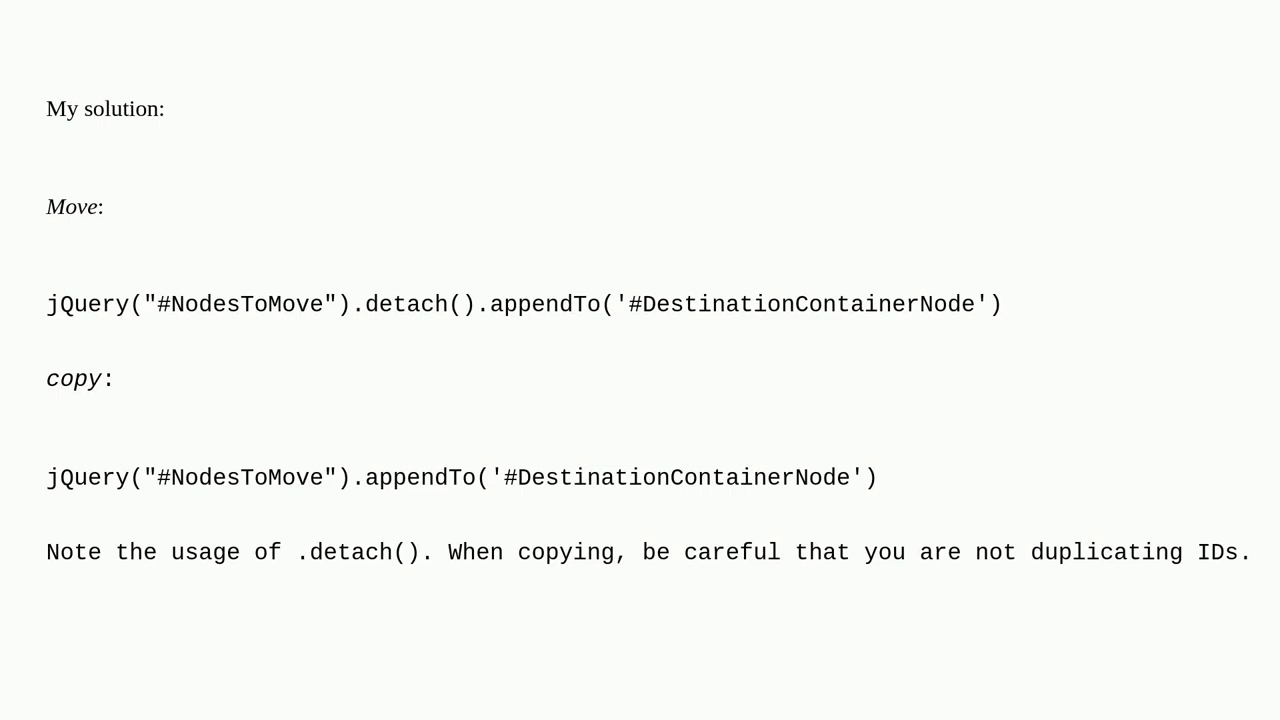 My solution:
Move:
jQuery("#NodesToMove").detach().appendTo('#DestinationContainerNode')
copy:
jQuery("#NodesToMove").appendTo('#DestinationContainerNode')
Note the usage of .detach(). When copying, be careful that you are not duplicating IDs.